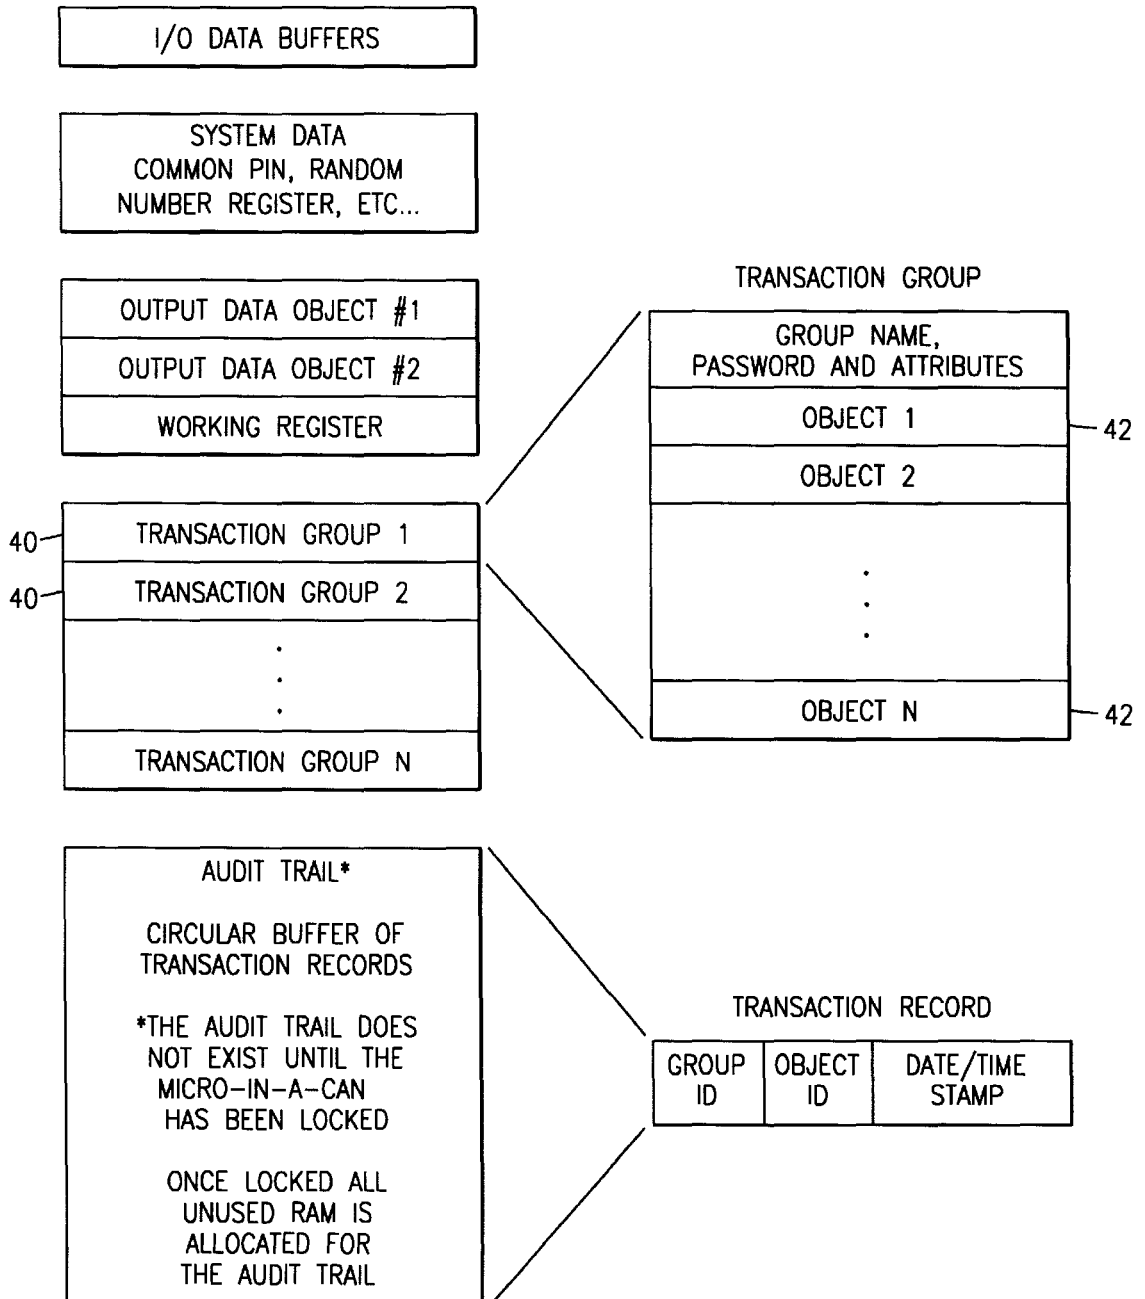 I/O DATA BUFFERS
SYSTEM DATA
COMMON PIN, RANDOM
NUMBER REGISTER, ETC...
OUTPUT DATA OBJECT #1
OUTPUT DATA OBJECT #2
WORKING REGISTER
40
TRANSACTION GROUP 1
40
TRANSACTION GROUP 2
TRANSACTION GROUP N
TRANSACTION GROUP
GROUP NAME,
PASSWORD AND ATTRIBUTES
OBJECT 1
42
OBJECT 2
OBJECT N
42
AUDIT TRAIL*
CIRCULAR BUFFER OF
TRANSACTION RECORDS
*THE AUDIT TRAIL DOES
NOT EXIST UNTIL THE
MICRO-IN-A-CAN
HAS BEEN LOCKED
ONCE LOCKED ALL
UNUSED RAM IS
ALLOCATED FOR
THE AUDIT TRAIL
TRANSACTION RECORD
GROUP
ID
OBJECT
ID
DATE/TIME
STAMP